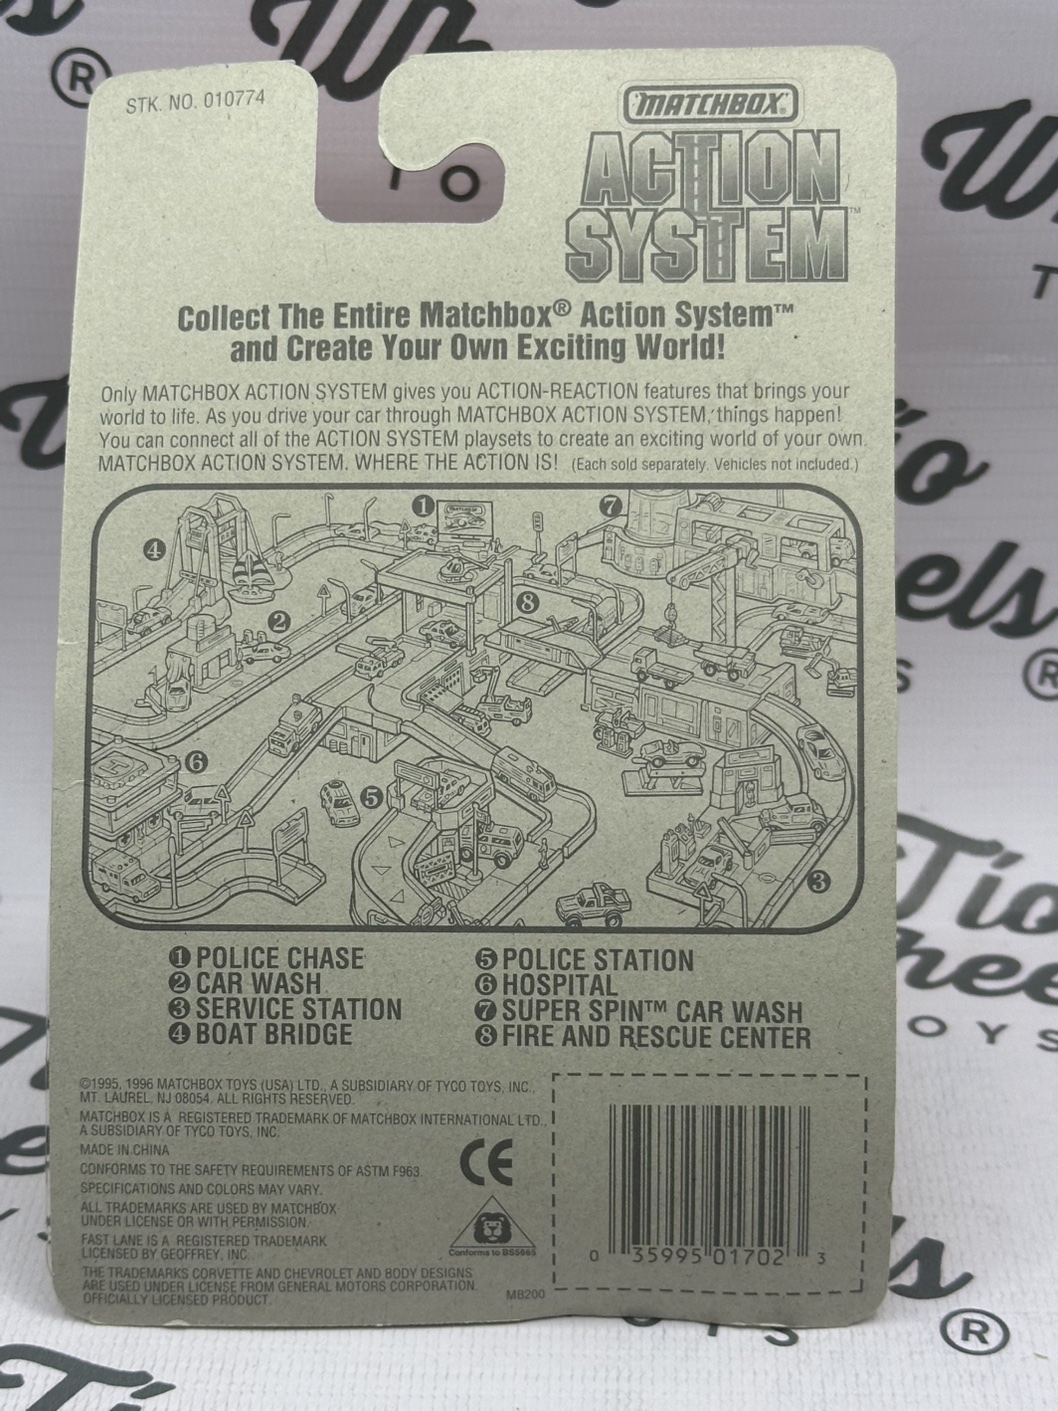 STK. NO. 010774
MATCHBOX®
ACTION
SYSTEM™
Collect The Entire Matchbox® Action System™
and Create Your Own Exciting World!
Only MATCHBOX ACTION SYSTEM gives you ACTION-REACTION features that brings your
world to life. As you drive your car through MATCHBOX ACTION SYSTEM, things happen!
You can connect all of the ACTION SYSTEM playsets to create an exciting world of your own.
MATCHBOX ACTION SYSTEM. WHERE THE ACTION IS! (Each sold separately. Vehicles not included.)
1
7
4
8
2
6
5
3
H
1 POLICE CHASE
2 CAR WASH
3 SERVICE STATION
4 BOAT BRIDGE
5 POLICE STATION
6 HOSPITAL
7 SUPER SPIN™ CAR WASH
8 FIRE AND RESCUE CENTER
©1995, 1996 MATCHBOX TOYS (USA) LTD., A SUBSIDIARY OF TYCO TOYS, INC.,
MT. LAUREL, NJ 08054. ALL RIGHTS RESERVED.
MATCHBOX IS A REGISTERED TRADEMARK OF MATCHBOX INTERNATIONAL LTD.,
A SUBSIDIARY OF TYCO TOYS, INC.
MADE IN CHINA
CONFORMS TO THE SAFETY REQUIREMENTS OF ASTM F963.
SPECIFICATIONS AND COLORS MAY VARY.
ALL TRADEMARKS ARE USED BY MATCHBOX
UNDER LICENSE OR WITH PERMISSION.
FAST LANE IS A REGISTERED TRADEMARK
LICENSED BY GEOFFREY, INC.
THE TRADEMARKS CORVETTE AND CHEVROLET AND BODY DESIGNS
ARE USED UNDER LICENSE FROM GENERAL MOTORS CORPORATION.
OFFICIALLY LICENSED PRODUCT.
CE
Conforms to BS5665
MB200
0 35995 01702 3